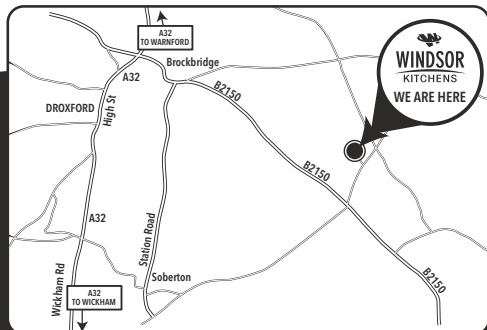 A32
TO WARNFORD
Brockbridge
A32
B2150
WINDSOR
KITCHENS
WE ARE HERE
DROXFORD
High St
B2150
A32
Station Road
Soberton
Wickham Rd
A32
TO WICKHAM
B2150